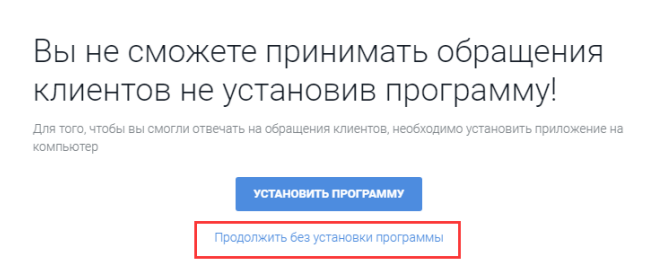 Вы не сможете принимать обращения
клиентов не установив программу!
Для того, чтобы вы смогли отвечать на обращения клиентов, необходимо установить приложение на
компьютер
УСТАНОВИТЬ ПРОГРАММУ
Продолжить без установки программы